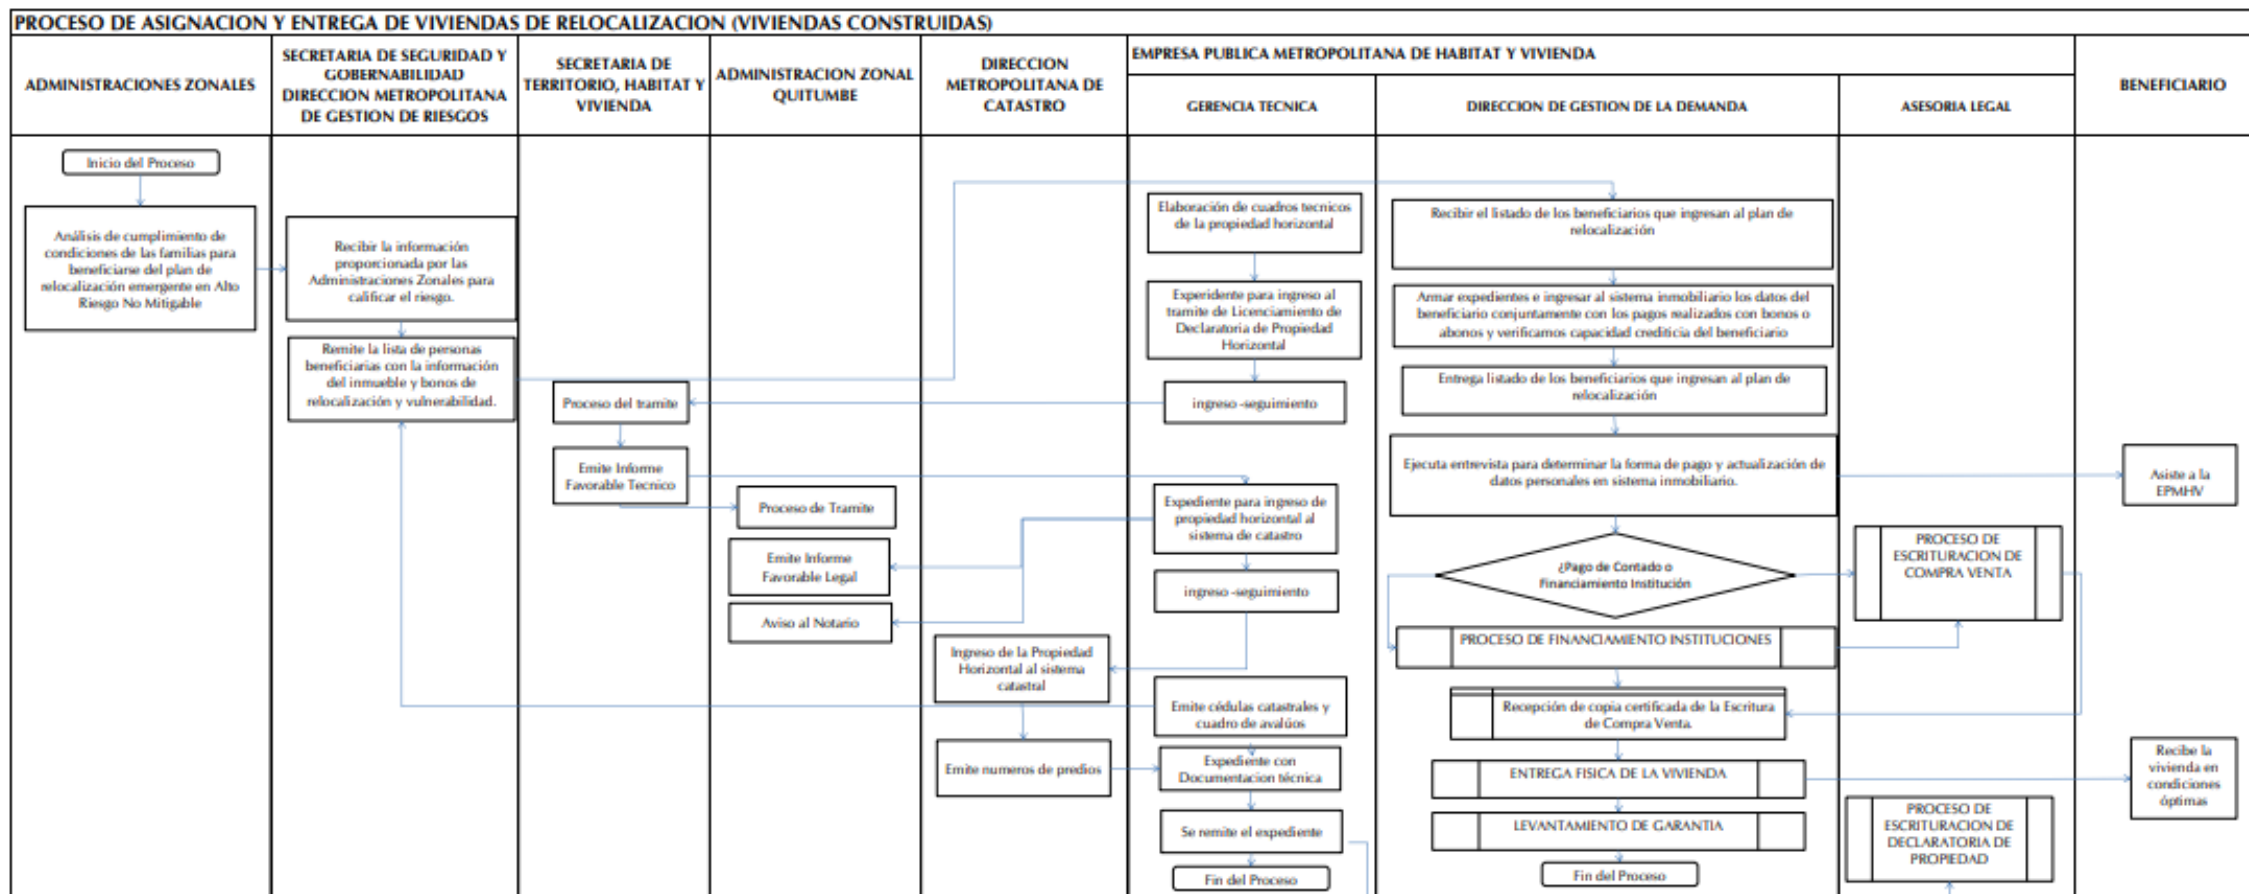 PROCESO DE ASIGNACION Y ENTREGA DE VIVIENDAS DE RELOCALIZACION (VIVIENDAS CONSTRUIDAS)
ADMINISTRACIONES ZONALES
SECRETARIA DE SEGURIDAD Y
GOBERNABILIDAD
DIRECCION METROPOLITANA
DE GESTION DE RIESGOS
SECRETARIA DE
TERRITORIO, HABITAT Y
VIVIENDA
ADMINISTRACION ZONAL
QUITUMBE
DIRECCION
METROPOLITANA DE
CATASTRO
EMPRESA PUBLICA METROPOLITANA DE HABITAT Y VIVIENDA
GERENCIA TECNICA
DIRECCION DE GESTION DE LA DEMANDA
ASESORIA LEGAL
BENEFICIARIO
Inicio del Proceso
Análisis de cumplimiento de
condiciones de las familias para
beneficiarse del plan de
relocalización emergente en Alto
Riesgo No Mitigable
Recibir la información
proporcionada por las
Administraciones Zonales para
calificar el riesgo.
Remite la lista de personas
beneficiarias con la información
del inmueble y bonos de
relocalización y vulnerabilidad.
Proceso del tramite
Emite Informe
Favorable Tecnico
Proceso de Tramite
Emite Informe
Favorable Legal
Aviso al Notario
Ingreso de la Propiedad
Horizontal al sistema
catastral
Emite numeros de predios
Elaboración de cuadros tecnicos
de la propiedad horizontal
Experidente para ingreso al
tramite de Licenciamiento de
Declaratoria de Propiedad
Horizontal
ingreso -seguimiento
Expediente para ingreso de
propiedad horizontal al
sistema de catastro
ingreso -seguimiento
Emite cédulas catastrales y
cuadro de avalúos
Expediente con
Documentacion técnica
Se remite el expediente
Fin del Proceso
Recibir el listado de los beneficiarios que ingresan al plan de
relocalización
Armar expedientes e ingresar al sistema inmobiliario los datos del
beneficiario conjuntamente con los pagos realizados con bonos o
abonos y verificamos capacidad crediticia del beneficiario
Entrega listado de los beneficiarios que ingresan al plan de
relocalización
Ejecuta entrevista para determinar la forma de pago y actualización de
datos personales en sistema inmobiliario.
¿Pago de Contado o
Financiamiento Institución
PROCESO DE FINANCIAMIENTO INSTITUCIONES
Recepción de copia certificada de la Escritura
de Compra Venta.
ENTREGA FISICA DE LA VIVIENDA
LEVANTAMIENTO DE GARANTIA
Fin del Proceso
PROCESO DE
ESCRITURACION DE
COMPRA VENTA
PROCESO DE
ESCRITURACION DE
DECLARATORIA DE
PROPIEDAD
Asiste a la
EPMHV
Recibe la
vivienda en
condiciones
óptimas